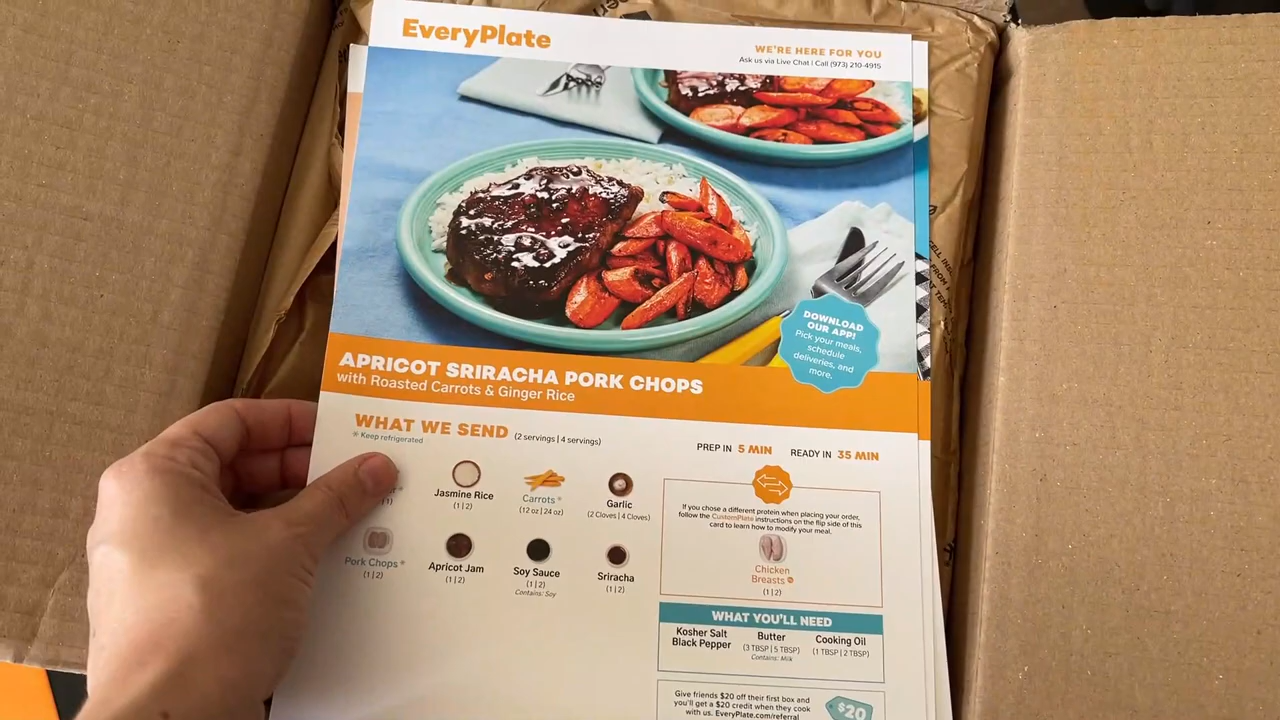 EveryPlate
WE'RE HERE FOR YOU
Ask us via Live Chat | Call (973) 210-4915
DOWNLOAD
OUR APP!
Pick your meals,
schedule
deliveries, and
more.
APRICOT SRIRACHA PORK CHOPS
with Roasted Carrots & Ginger Rice
WHAT WE SEND (2 servings | 4 servings)
* Keep refrigerated
PREP IN 5 MIN READY IN 35 MIN
Jasmine Rice
(1 | 2)
Carrots *
(12 oz | 24 oz)
Garlic
(2 Cloves | 4 Cloves)
Pork Chops *
(1 | 2)
Apricot Jam
(1 | 2)
Soy Sauce
(1 | 2)
Contains: Soy
Sriracha
(1 | 2)
If you chose a different protein when placing your order,
follow the CustomPlate instructions on the flip side of this
card to learn how to modify your meal.
Chicken
Breasts
(1 | 2)
WHAT YOU'LL NEED
Kosher Salt
Black Pepper
Butter
(3 TBSP | 5 TBSP)
Contains: Milk
Cooking Oil
(1 TBSP | 2 TBSP)
Give friends $20 off their first box and
you'll get a $20 credit when they cook
with us. EveryPlate.com/referral
$20